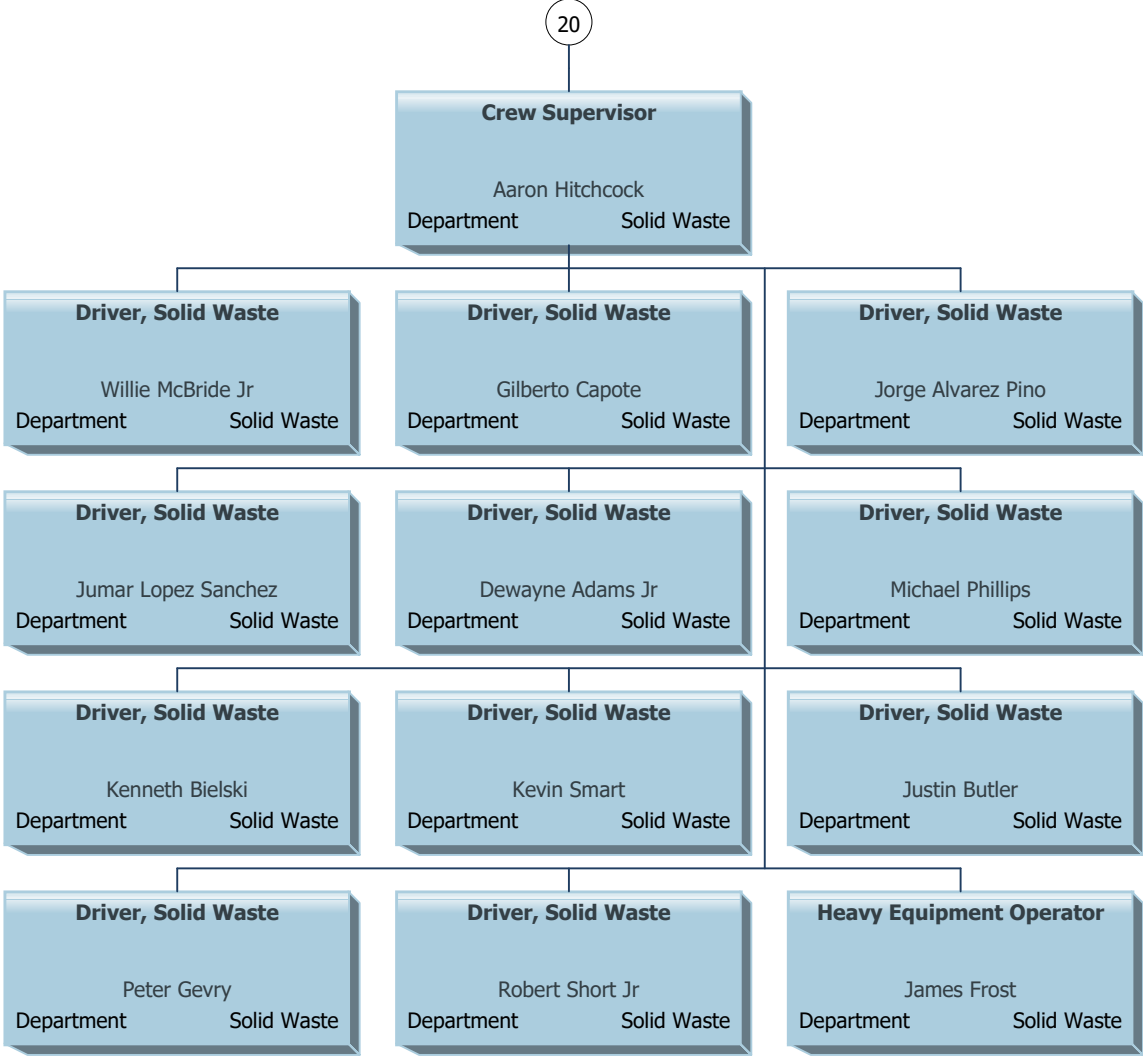 20
Crew Supervisor
Aaron Hitchcock
Department Solid Waste
Driver, Solid Waste
Willie McBride Jr
Department Solid Waste
Driver, Solid Waste
Gilberto Capote
Department Solid Waste
Driver, Solid Waste
Jorge Alvarez Pino
Department Solid Waste
Driver, Solid Waste
Jumar Lopez Sanchez
Department Solid Waste
Driver, Solid Waste
Dewayne Adams Jr
Department Solid Waste
Driver, Solid Waste
Michael Phillips
Department Solid Waste
Driver, Solid Waste
Kenneth Bielski
Department Solid Waste
Driver, Solid Waste
Kevin Smart
Department Solid Waste
Driver, Solid Waste
Justin Butler
Department Solid Waste
Driver, Solid Waste
Peter Gevry
Department Solid Waste
Driver, Solid Waste
Robert Short Jr
Department Solid Waste
Heavy Equipment Operator
James Frost
Department Solid Waste